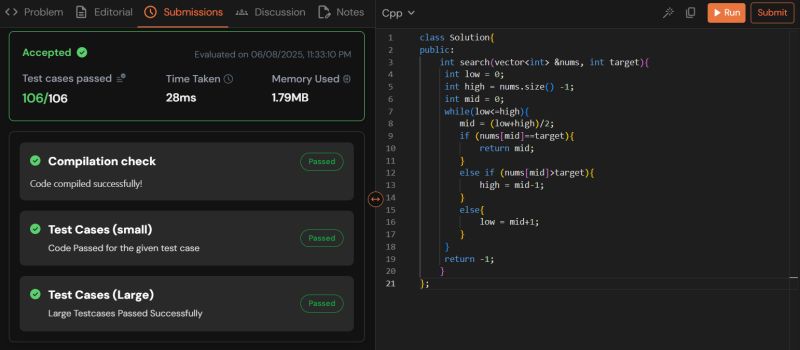 Problem Editorial Submissions Discussion Notes
Accepted Evaluated on 06/08/2025, 11:33:10 PM
Test cases passed Time Taken Memory Used
106/106 28ms 1.79MB
Compilation check Passed
Code compiled successfully!
Test Cases (small) Passed
Code Passed for the given test case
Test Cases (Large) Passed
Large Testcases Passed Successfully
Cpp Run Submit
1 class Solution{
2 public:
3 int search(vector<int> &nums, int target){
4 int low = 0;
5 int high = nums.size() -1;
6 int mid = 0;
7 while(low<=high){
8 mid = (low+high)/2;
9 if (nums[mid]==target){
10 return mid;
11 }
12 else if (nums[mid]>target){
13 high = mid-1;
14 }
15 else{
16 low = mid+1;
17 }
18 }
19 return -1;
20 }
21 };